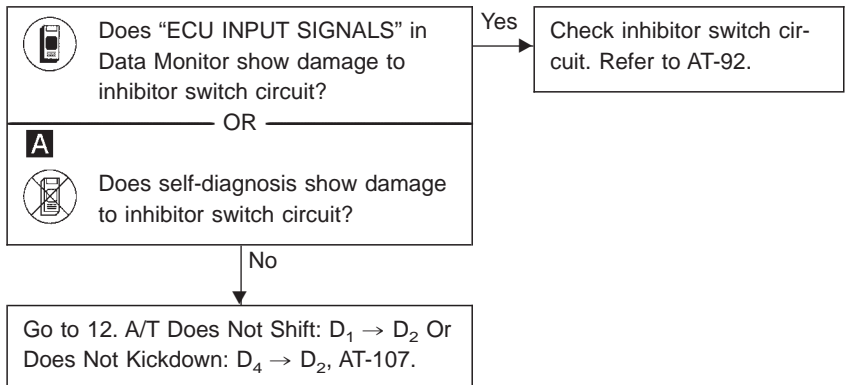 Does “ECU INPUT SIGNALS” in
Data Monitor show damage to
inhibitor switch circuit?
Yes
Check inhibitor switch cir-
cuit. Refer to AT-92.
OR
A
Does self-diagnosis show damage
to inhibitor switch circuit?
No
Go to 12. A/T Does Not Shift: D₁ → D₂ Or
Does Not Kickdown: D₄ → D₂, AT-107.